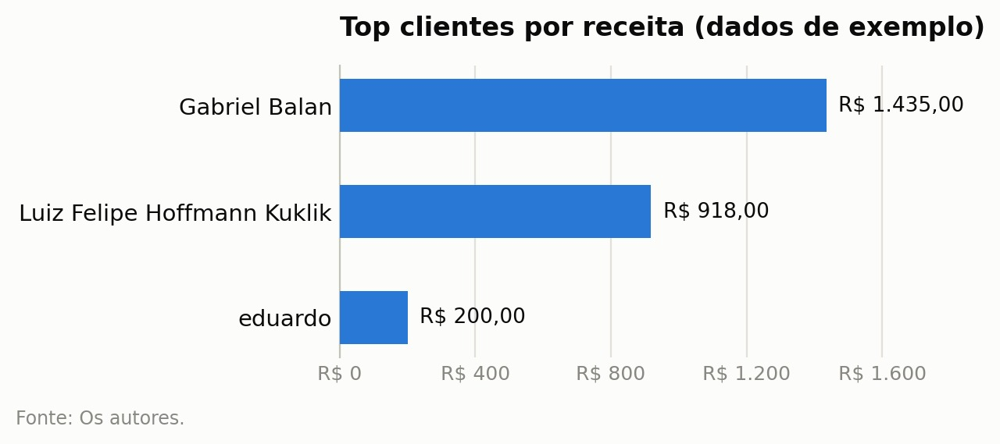 Top clientes por receita (dados de exemplo)
Gabriel Balan
R$ 1.435,00
Luiz Felipe Hoffmann Kuklik
R$ 918,00
eduardo
R$ 200,00
R$ 0
R$ 400
R$ 800
R$ 1.200
R$ 1.600
Fonte: Os autores.